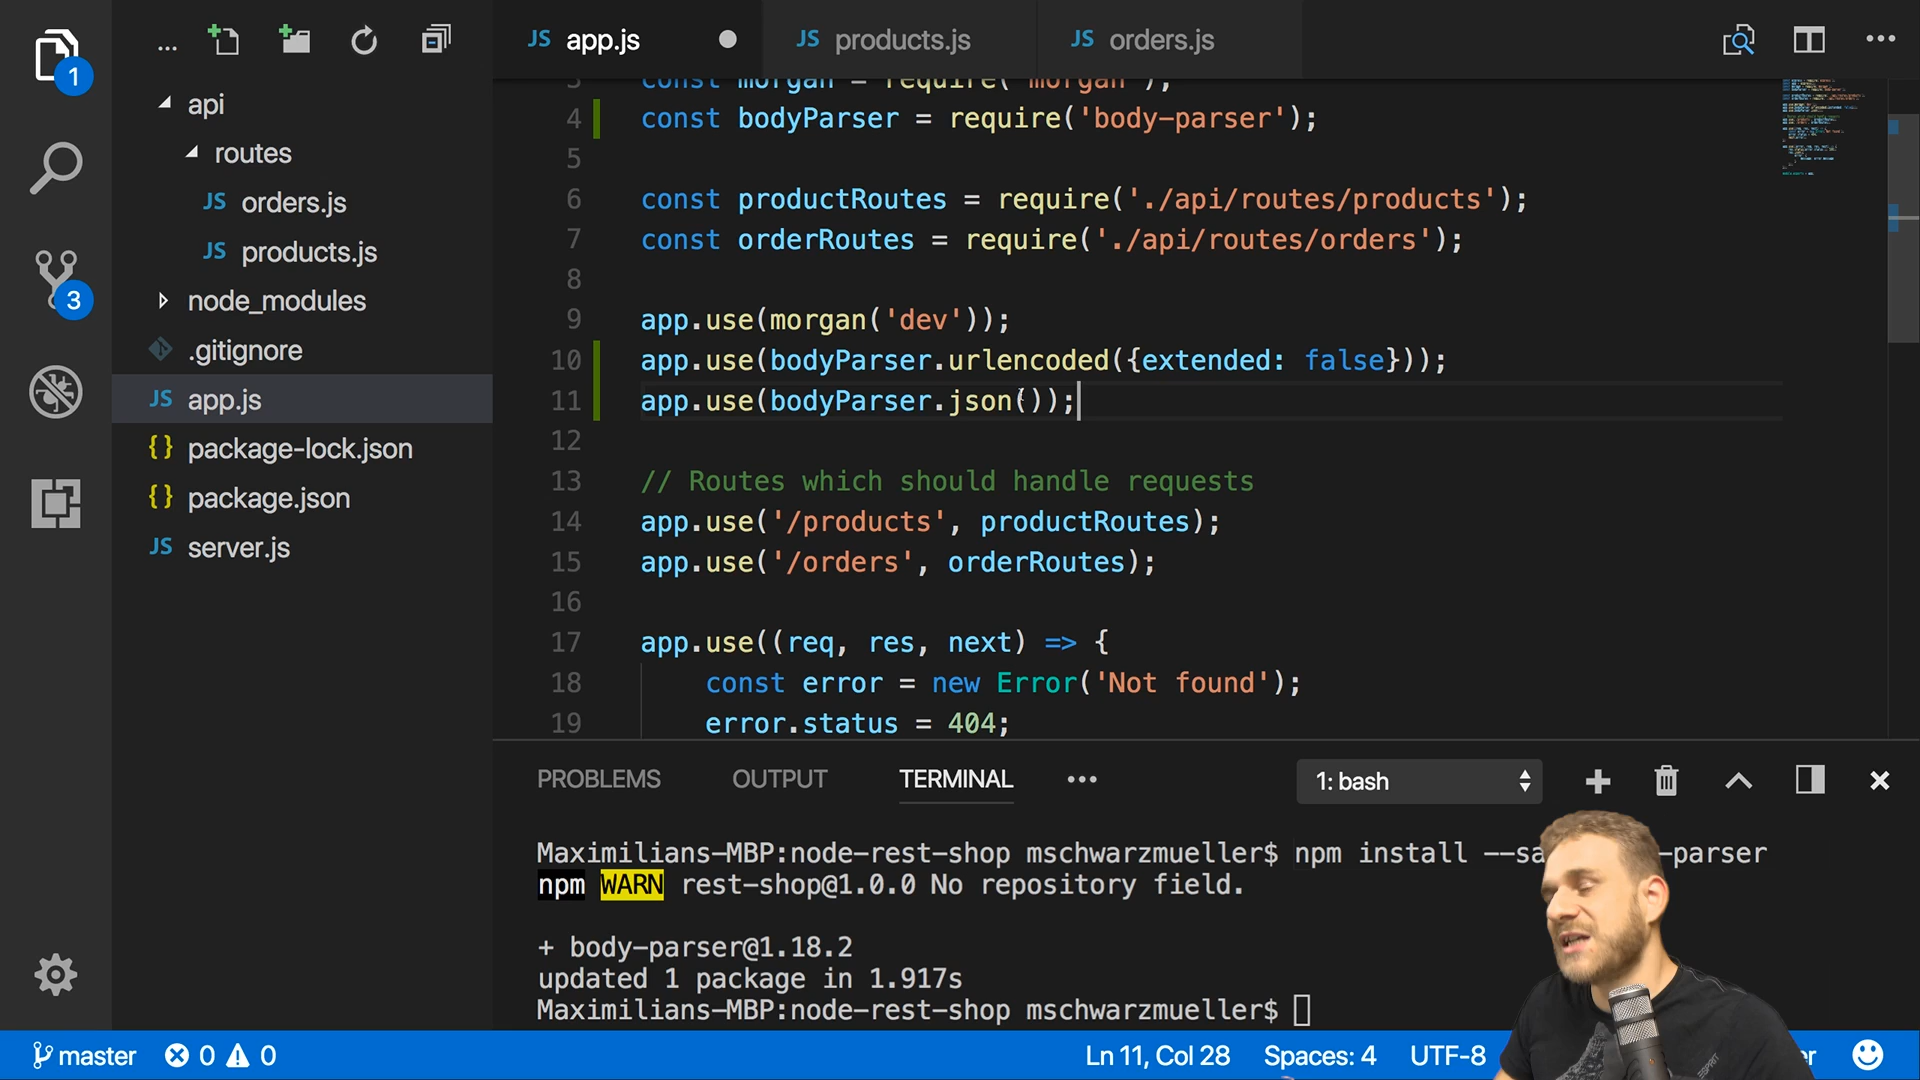 ...
1
3
api
routes
JS orders.js
JS products.js
node_modules
.gitignore
JS app.js
{} package-lock.json
{} package.json
JS server.js
JS app.js
JS products.js
JS orders.js
...
3 const morgan = require('morgan');
4 const bodyParser = require('body-parser');
5
6 const productRoutes = require('./api/routes/products');
7 const orderRoutes = require('./api/routes/orders');
8
9 app.use(morgan('dev'));
10 app.use(bodyParser.urlencoded({extended: false}));
11 app.use(bodyParser.json());
12
13 // Routes which should handle requests
14 app.use('/products', productRoutes);
15 app.use('/orders', orderRoutes);
16
17 app.use((req, res, next) => {
18 const error = new Error('Not found');
19 error.status = 404;
PROBLEMS OUTPUT TERMINAL ... 1: bash
Maximilians-MBP:node-rest-shop mschwarzmueller$ npm install --sa -parser
npm WARN rest-shop@1.0.0 No repository field.
+ body-parser@1.18.2
updated 1 package in 1.917s
Maximilians-MBP:node-rest-shop mschwarzmueller$
master 0 0 Ln 11, Col 28 Spaces: 4 UTF-8